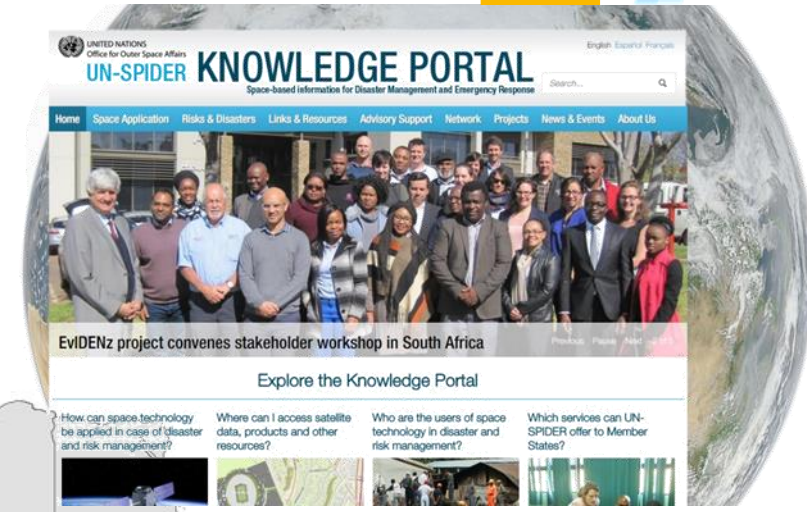 UNITED NATIONS
Office for Outer Space Affairs
UN-SPIDER KNOWLEDGE PORTAL
Space-based information for Disaster Management and Emergency Response
English Español Français
Search...
Home Space Application Risks & Disasters Links & Resources Advisory Support Network Projects News & Events About Us
EvIDENz project convenes stakeholder workshop in South Africa
Previous Pause Next
Explore the Knowledge Portal
How can space technology
be applied in case of disaster
and risk management?
Where can I access satellite
data, products and other
resources?
Who are the users of space
technology in disaster and
risk management?
Which services can UN-
SPIDER offer to Member
States?